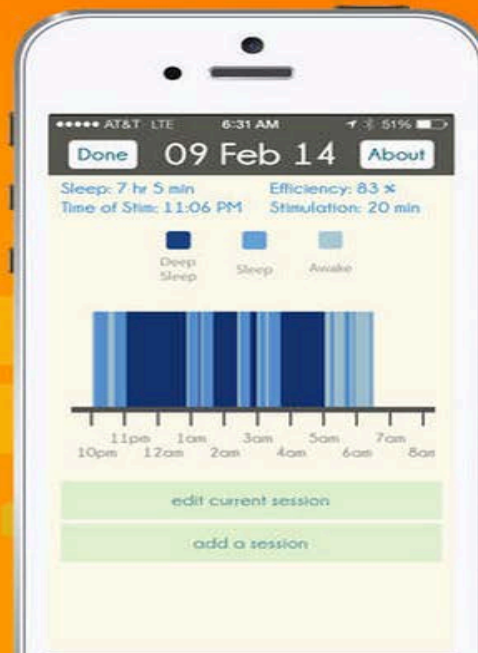 ●●●●● AT&T LTE 6:31 AM 51%
Done 09 Feb 14 About
Sleep: 7 hr 5 min Efficiency: 83 %
Time of Stim: 11:06 PM Stimulation: 20 min
Deep Sleep Sleep Awake
11pm 1am 3am 5am 7am
10pm 12am 2am 4am 6am 8am
edit current session
add a session